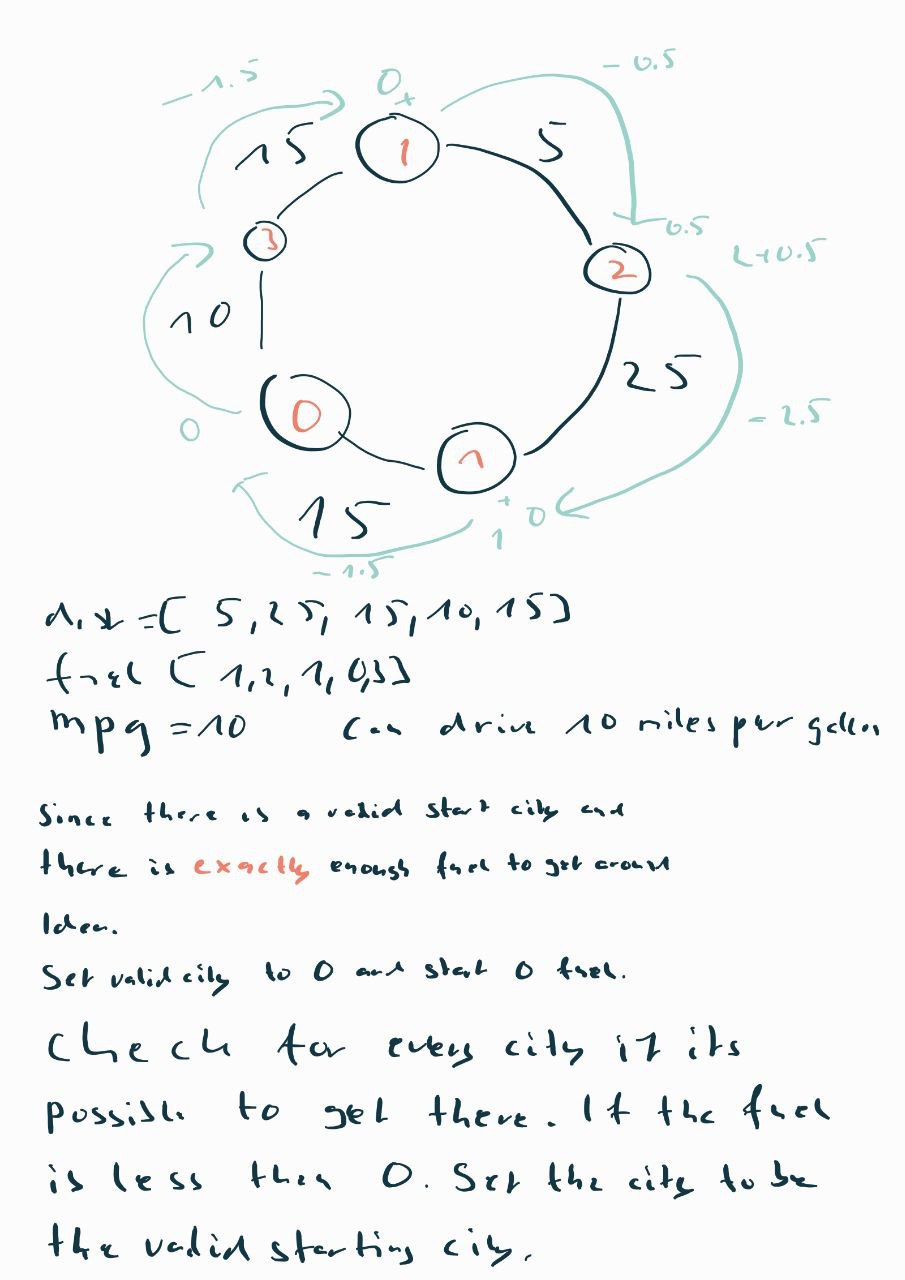 - 1.5
0
+
- 0.5
15
1
5
3
0.5
2
2+0.5
10
25
0
0
1
- 2.5
15
+
0
1
- 1.5
dist =[ 5,25, 15,10,15]
fuel [ 1,2,1,0,3]
mpg =10 Can drive 10 miles per gallon
Since there is a valid start city and
there is exactly enough fuel to get around
Idea.
Set valid city to 0 and start 0 fuel.
Check for every city if its
possible to get there. If the fuel
is less then 0. Set the city to be
the valid starting city.